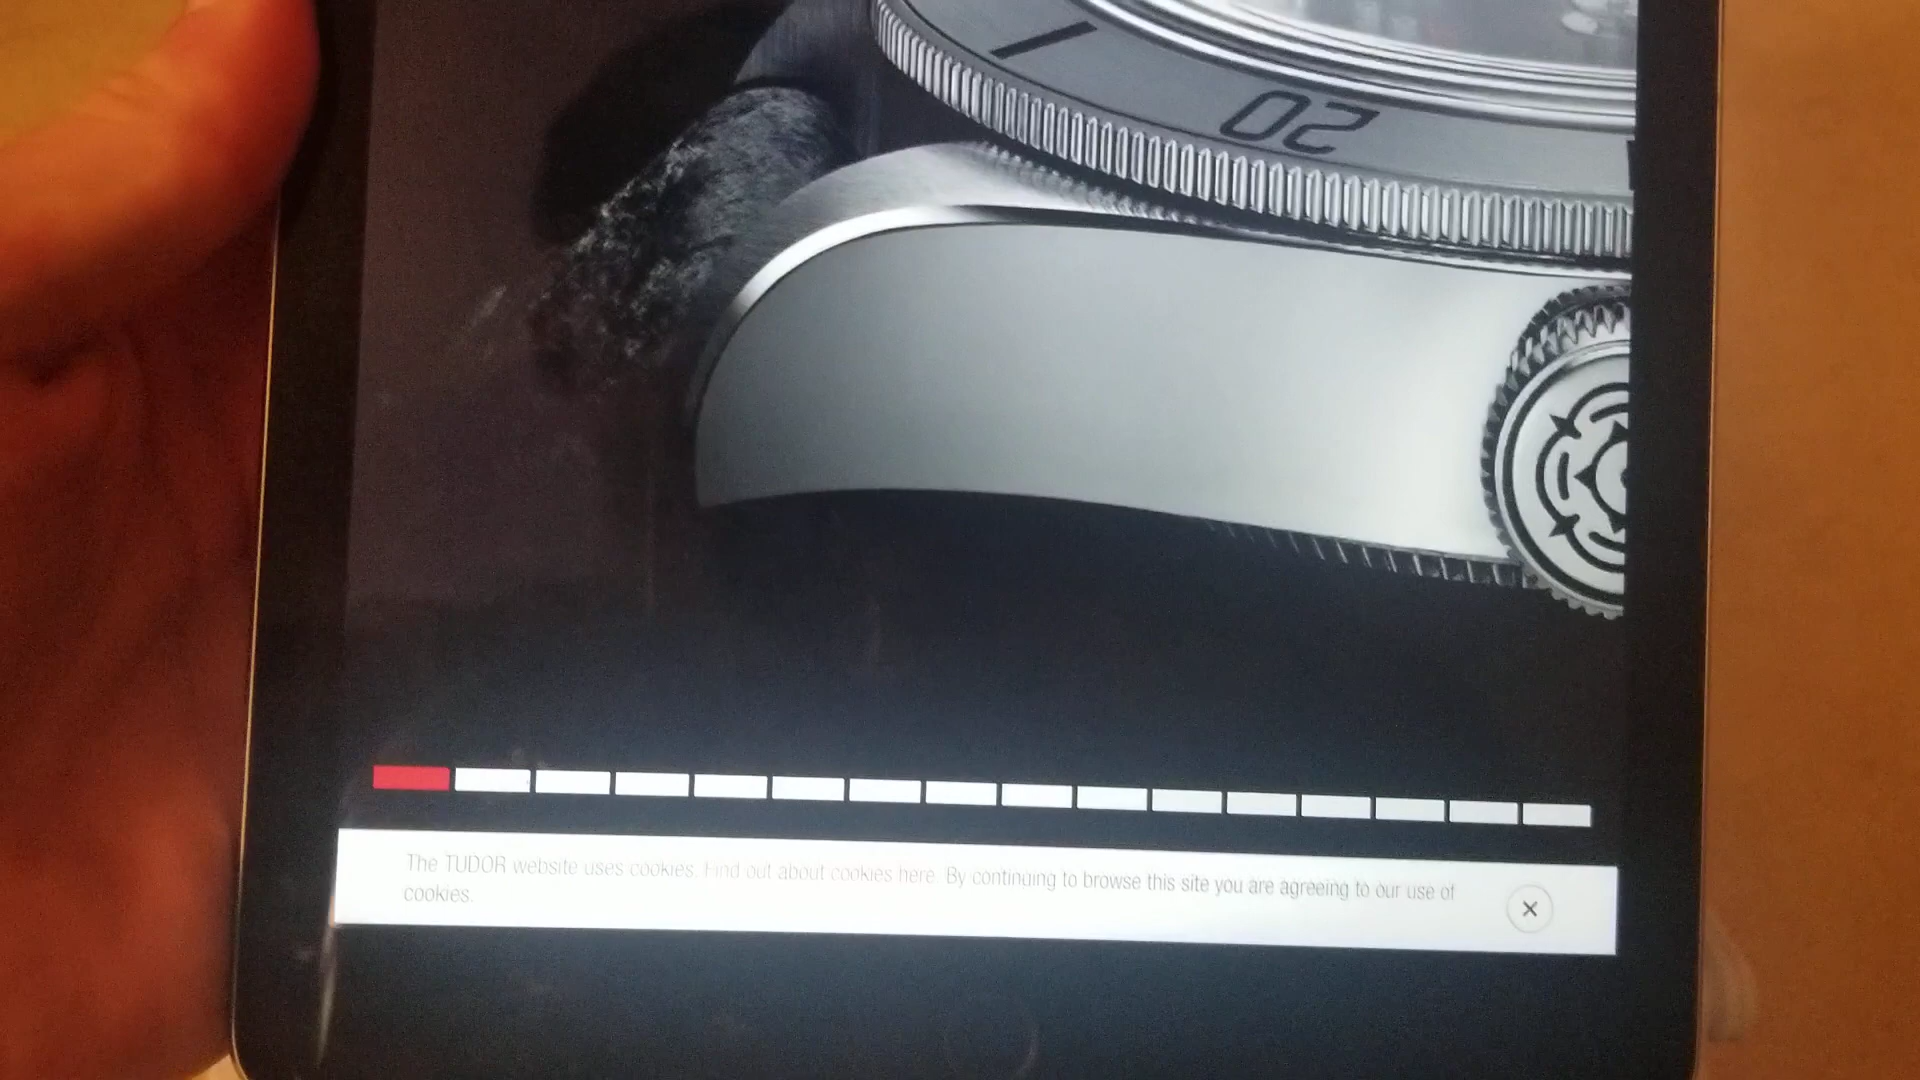 20
The TUDOR website uses cookies. Find out about cookies here. By continuing to browse this site you are agreeing to our use of
cookies.